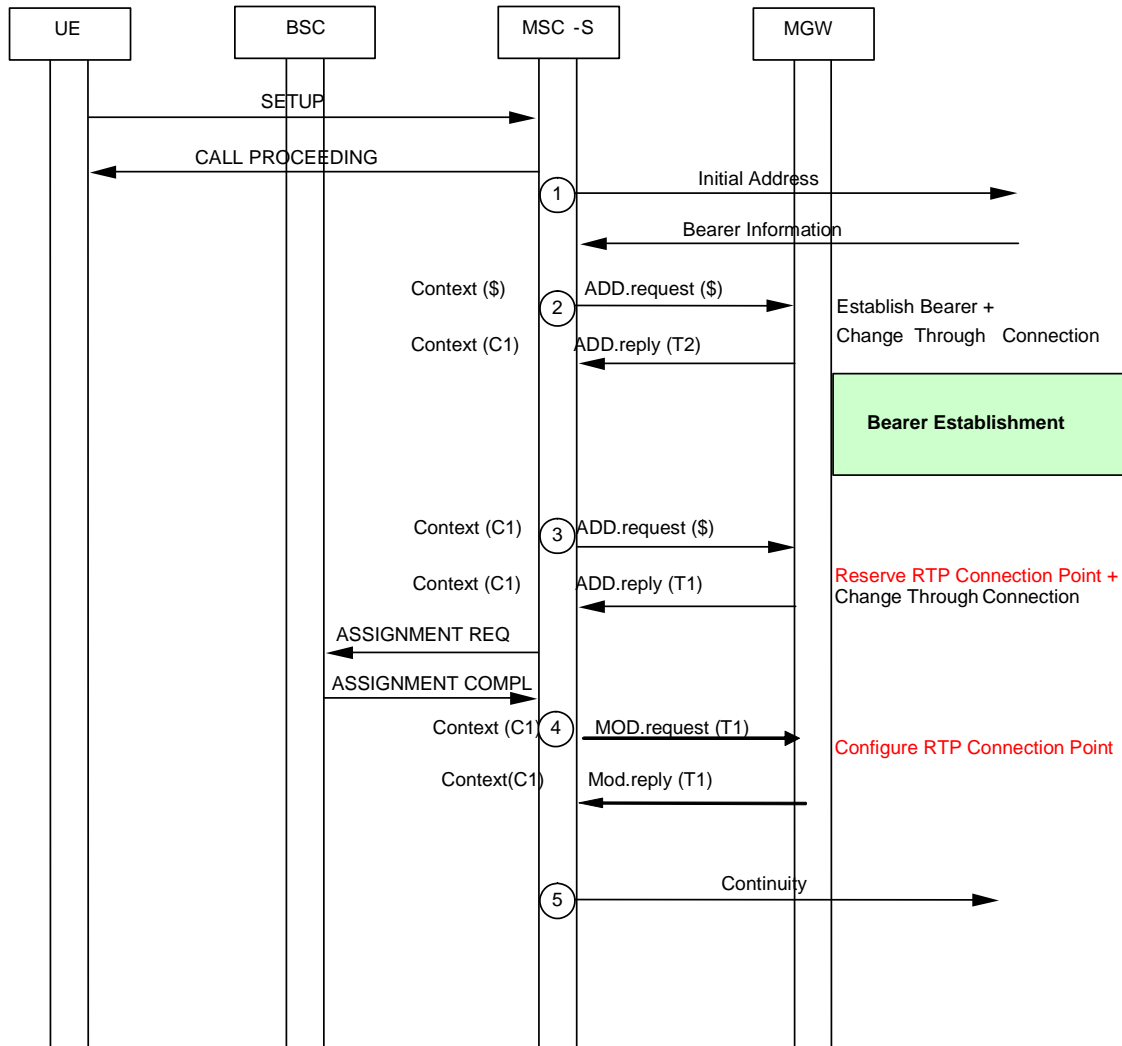 UE
BSC
MSC -S
MGW
SETUP
CALL PROCEEDING
1
Initial Address
Bearer Information
Context ($)
2
ADD.request ($)
Establish Bearer +
Change Through Connection
Context (C1)
ADD.reply (T2)
Bearer Establishment
Context (C1)
3
ADD.request ($)
Reserve RTP Connection Point +
Change Through Connection
Context (C1)
ADD.reply (T1)
ASSIGNMENT REQ
ASSIGNMENT COMPL
Context (C1)
4
MOD.request (T1)
Configure RTP Connection Point
Context(C1)
Mod.reply (T1)
5
Continuity